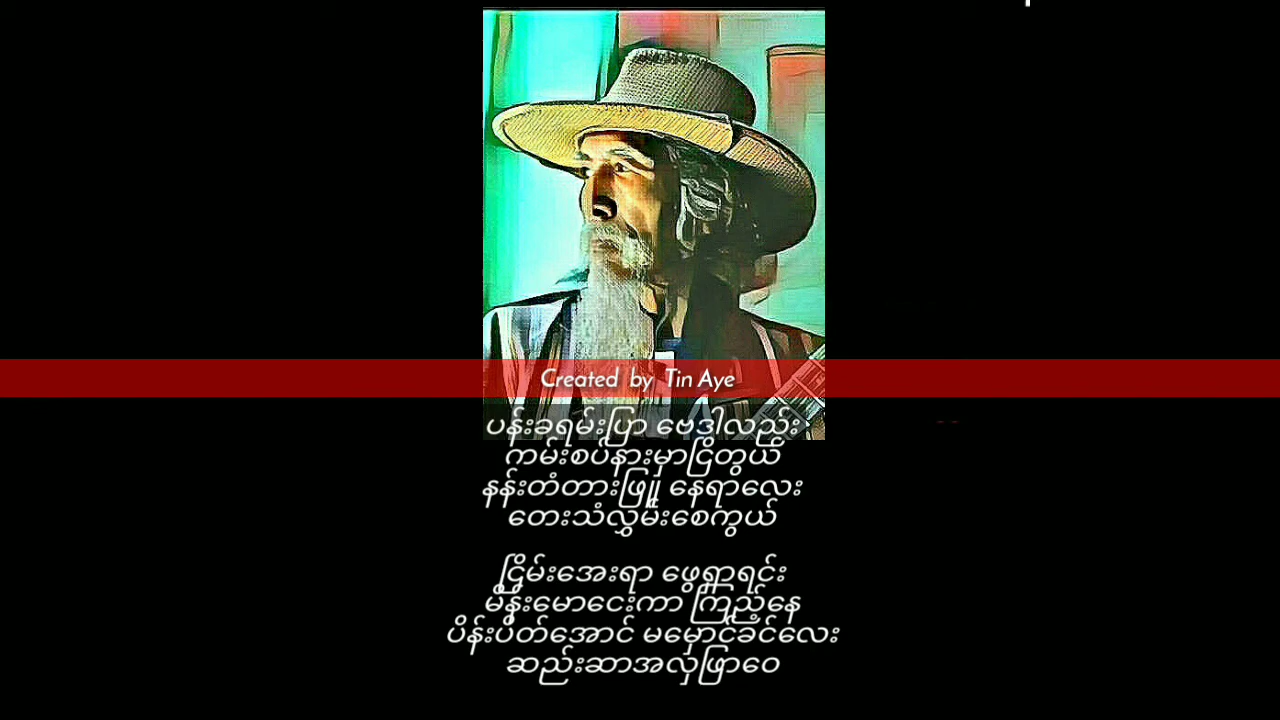 Created by Tin Aye
ပန်းခရမ်းပြာ ဗေဒါလည်း
ကမ်းစပ်နားမှာငြိတွယ်
နန်းတံတားဖြူ နေရာလေး
တေးသံလွှမ်းစေကွယ်
ငြိမ်းအေးရာ ဖွေရှာရင်း
မိန်းမောငေးကာ ကြည့်နေ
ပိန်းပိတ်အောင် မမှောင်ခင်လေး
ဆည်းဆာအလှဖြာဝေ